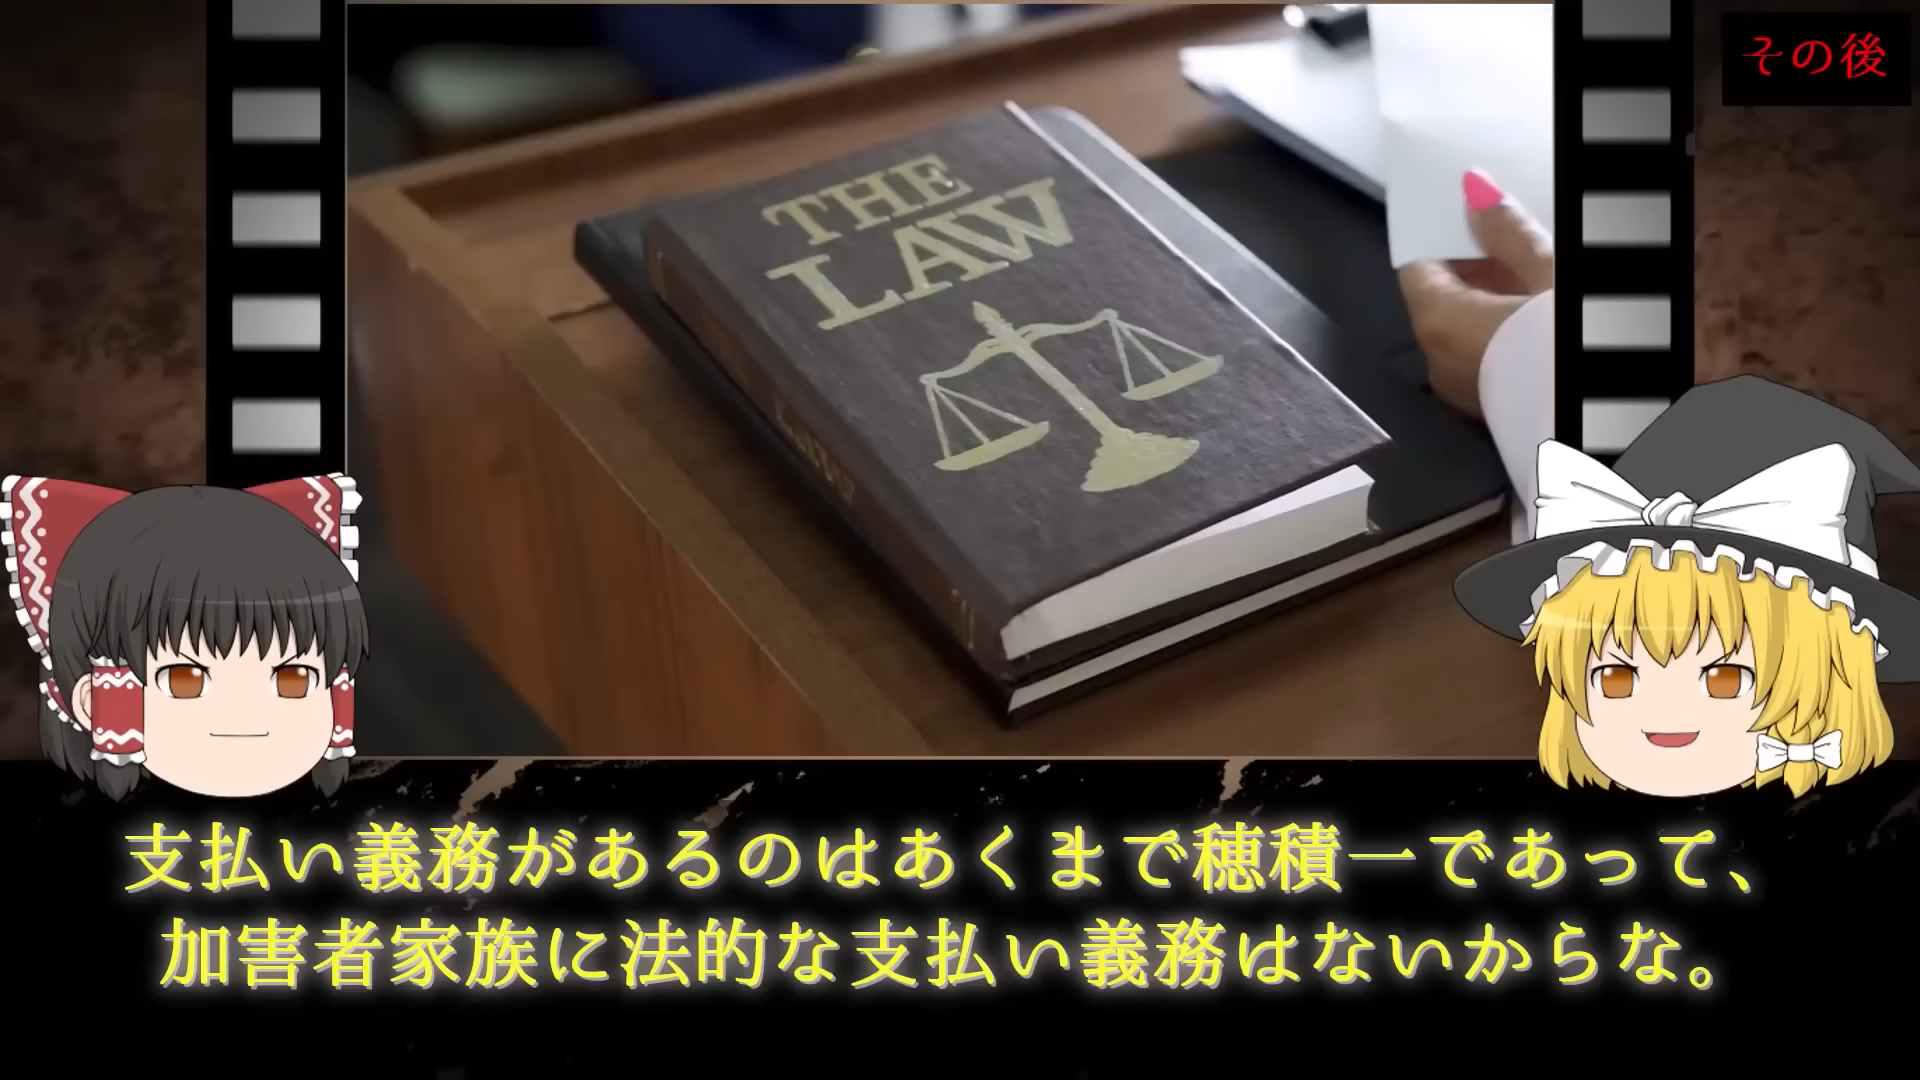 その後
THE
LAW
支払い義務があるのはあくまで穂積一であって、
加害者家族に法的な支払い義務はないからな。